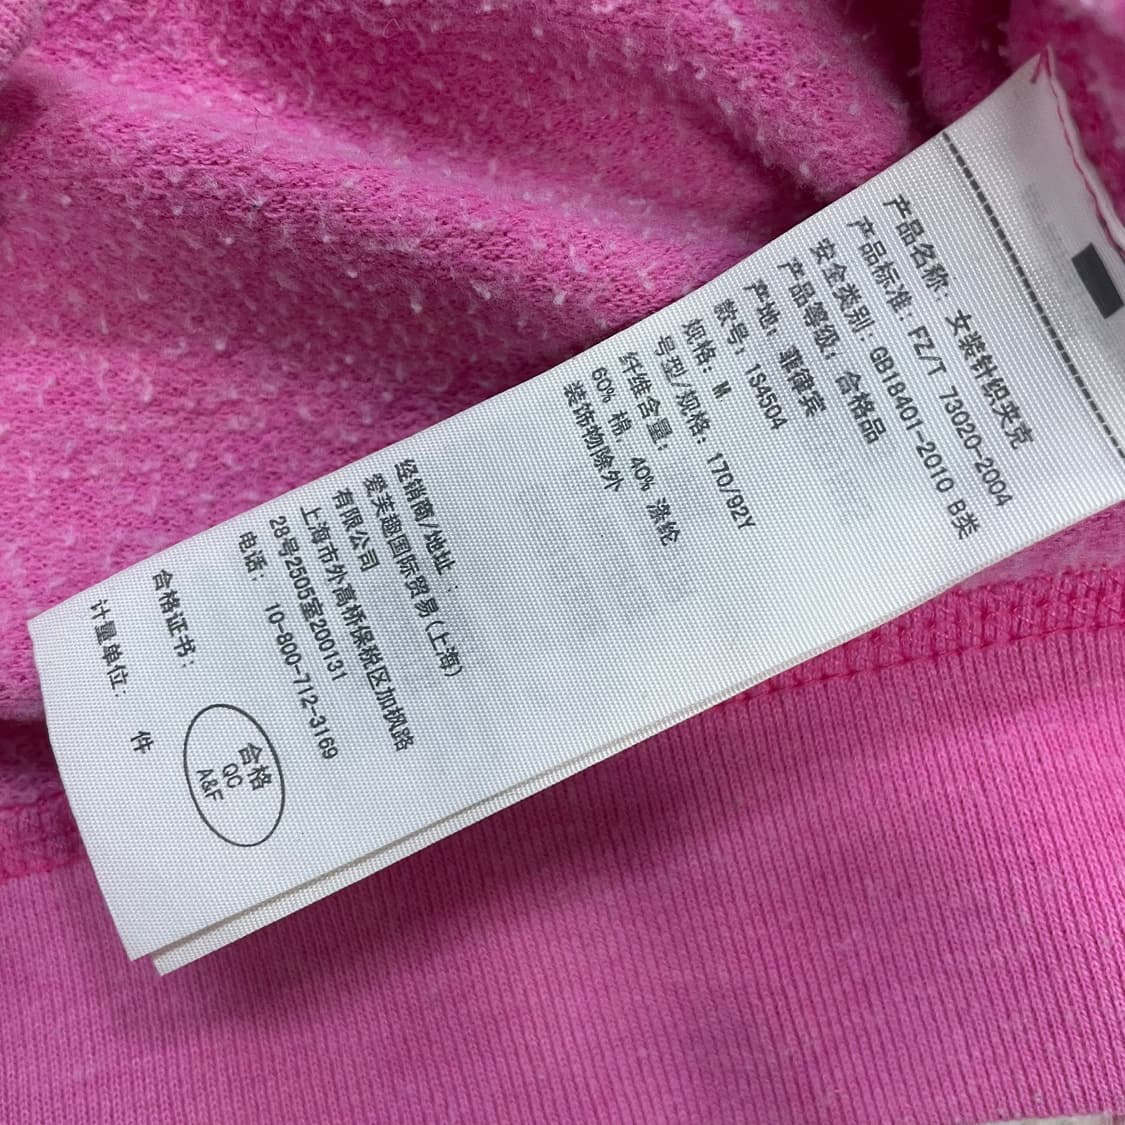 产品名称: 女装针织夹克
产品标准: FZ/T 73020-2004
安全类别: GB18401-2010 B类
产品等级: 合格品
产地: 菲律宾
款号: 1S4504
规格: M
号型/规格: 170/92Y
纤维含量:
60% 棉, 40% 涤纶
装饰物除外
经销商/地址:
爱芙趣国际贸易(上海)
有限公司
上海市外高桥保税区加枫路
28号2505室200131
电话: 10-800-712-3169
合格证书:
合格
QC
A&F
计量单位: 件